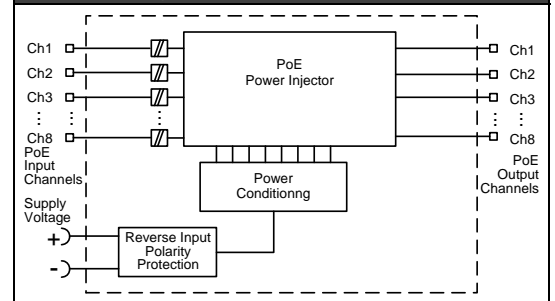 Ch1
Ch2
Ch3
Ch8
PoE
Input
Channels
PoE
Power Injector
Ch1
Ch2
Ch3
Ch8
PoE
Output
Channels
Power
Conditionng
Supply
Voltage
+
-
Reverse Input
Polarity
Protection